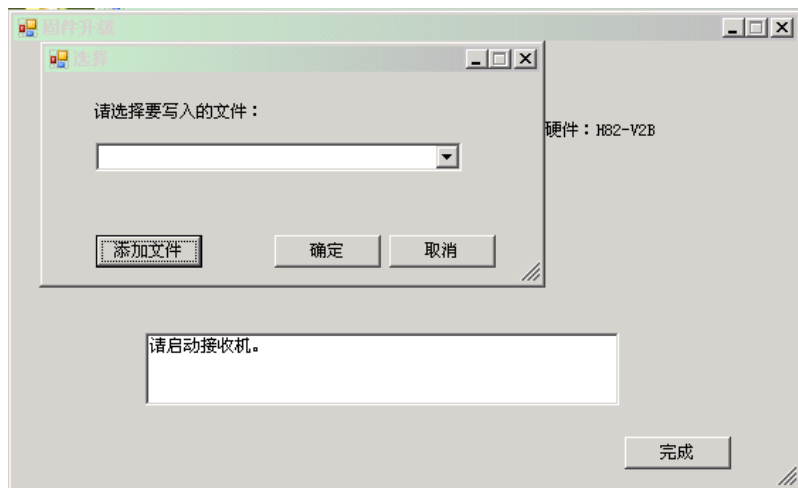 固件升级
选择
请选择要写入的文件：
硬件：H82-V2B
添加文件
确定
取消
请启动接收机。
完成